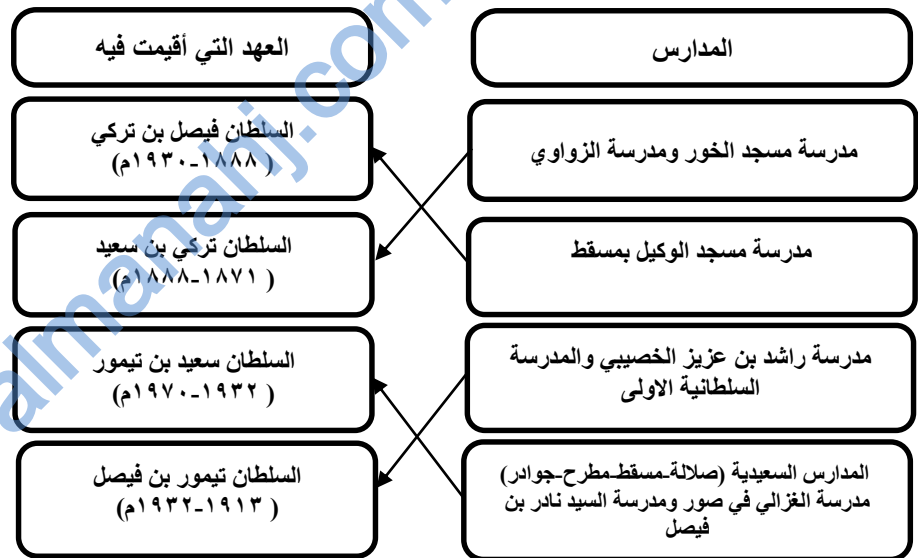 المدارس
العهد التي أقيمت فيه
مدرسة مسجد الخور ومدرسة الزواوي
السلطان فيصل بن تركي
( ١٨٨٨-١٩٣٠م)
مدرسة مسجد الوكيل بمسقط
السلطان تركي بن سعيد
( ١٨٧١-١٨٨٨م)
مدرسة راشد بن عزيز الخصيبي والمدرسة
السلطانية الاولى
السلطان سعيد بن تيمور
( ١٩٣٢-١٩٧٠م)
المدارس السعيدية (صلالة-مسقط-مطرح-جوادر)
مدرسة الغزالي في صور ومدرسة السيد نادر بن
فيصل
السلطان تيمور بن فيصل
( ١٩١٣-١٩٣٢م)
almanahj.com